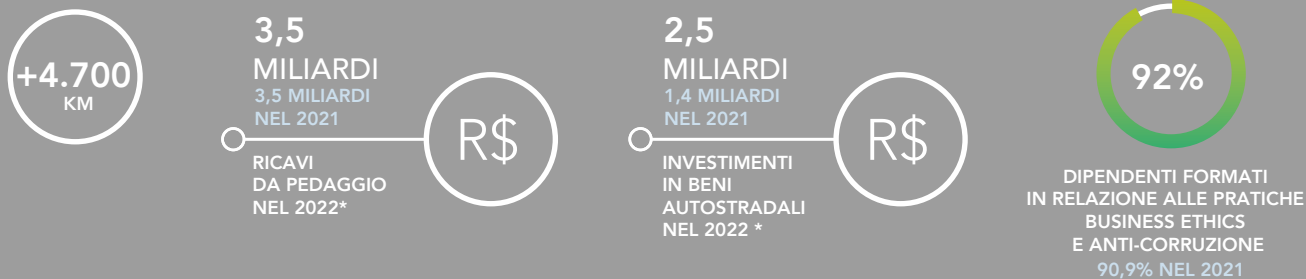 +4.700
KM
3,5
MILIARDI
3,5 MILIARDI
NEL 2021
R$
RICAVI
DA PEDAGGIO
NEL 2022*
2,5
MILIARDI
1,4 MILIARDI
NEL 2021
R$
INVESTIMENTI
IN BENI
AUTOSTRADALI
NEL 2022 *
92%
DIPENDENTI FORMATI
IN RELAZIONE ALLE PRATICHE
BUSINESS ETHICS
E ANTI-CORRUZIONE
90,9% NEL 2021